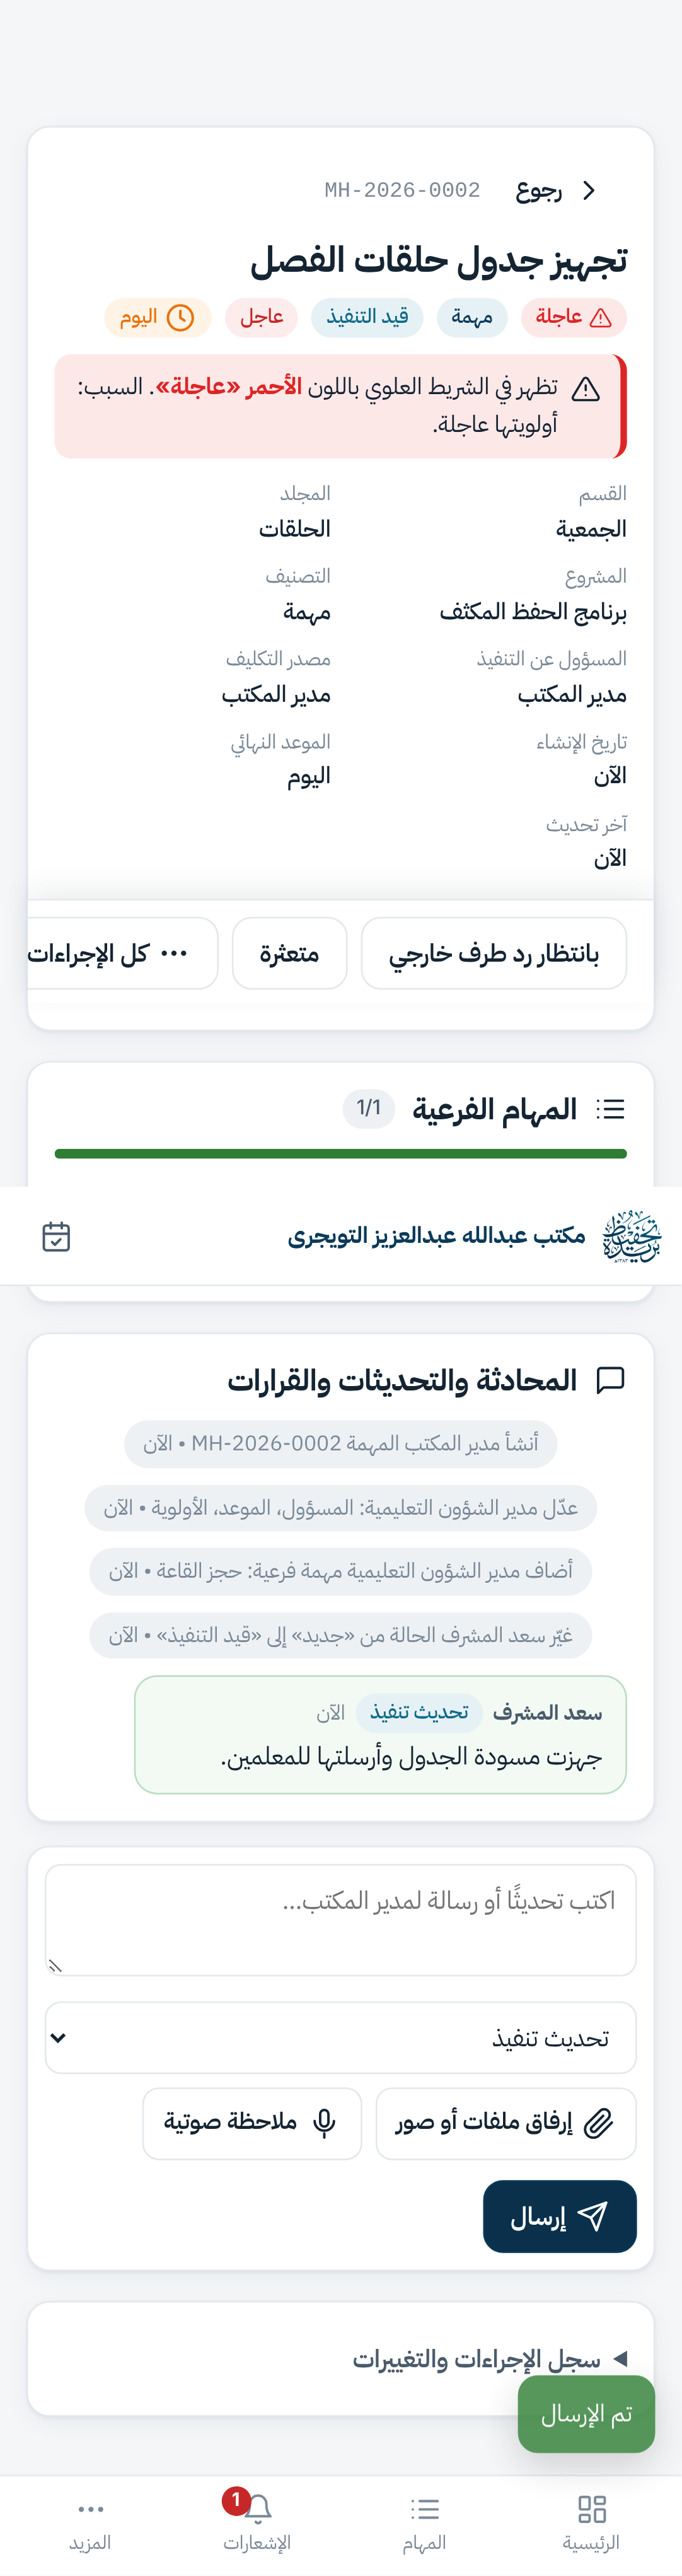 رجوع MH-2026-0002
تجهيز جدول حلقات الفصل
عاجلة مهمة قيد التنفيذ عاجل اليوم
تظهر في الشريط العلوي باللون الأحمر «عاجلة». السبب:
أولويتها عاجلة.
القسم المجلد
الجمعية الحلقات
المشروع التصنيف
برنامج الحفظ المكثف مهمة
المسؤول عن التنفيذ مصدر التكليف
مدير المكتب مدير المكتب
تاريخ الإنشاء الموعد النهائي
الآن اليوم
آخر تحديث
الآن
بانتظار رد طرف خارجي متعثرة ••• كل الإجراءات
المهام الفرعية 1/1
مكتب عبدالله عبدالعزيز التويجرى
المحادثة والتحديثات والقرارات
أنشأ مدير المكتب المهمة MH-2026-0002 • الآن
عدّل مدير الشؤون التعليمية: المسؤول، الموعد، الأولوية • الآن
أضاف مدير الشؤون التعليمية مهمة فرعية: حجز القاعة • الآن
غيّر سعد المشرف الحالة من «جديد» إلى «قيد التنفيذ» • الآن
سعد المشرف تحديث تنفيذ الآن
جهزت مسودة الجدول وأرسلتها للمعلمين.
اكتب تحديثًا أو رسالة لمدير المكتب...
تحديث تنفيذ
إرفاق ملفات أو صور ملاحظة صوتية
إرسال
سجل الإجراءات والتغييرات
تم الإرسال
1
الرئيسية المهام الإشعارات المزيد